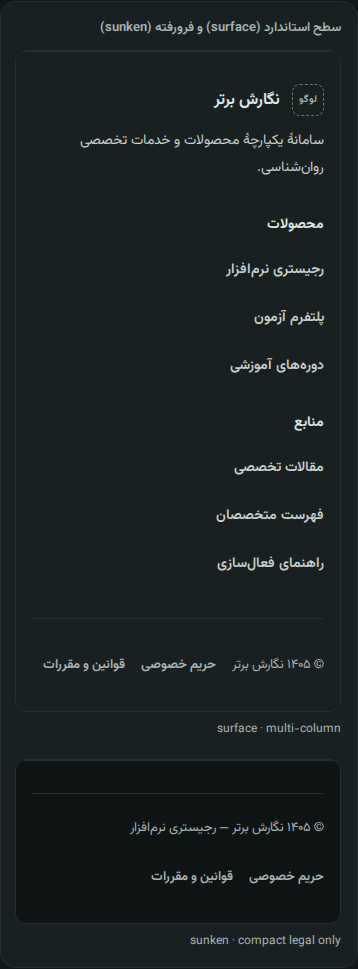 سطح استاندارد (surface) و فرورفته (sunken)
لوگو
نگارش برتر
سامانهٔ یکپارچهٔ محصولات و خدمات تخصصی
روان‌شناسی.
محصولات
رجیستری نرم‌افزار
پلتفرم آزمون
دوره‌های آموزشی
منابع
مقالات تخصصی
فهرست متخصصان
راهنمای فعال‌سازی
© ۱۴۰۵ نگارش برتر حریم خصوصی قوانین و مقررات
surface · multi-column
© ۱۴۰۵ نگارش برتر — رجیستری نرم‌افزار
حریم خصوصی قوانین و مقررات
sunken · compact legal only